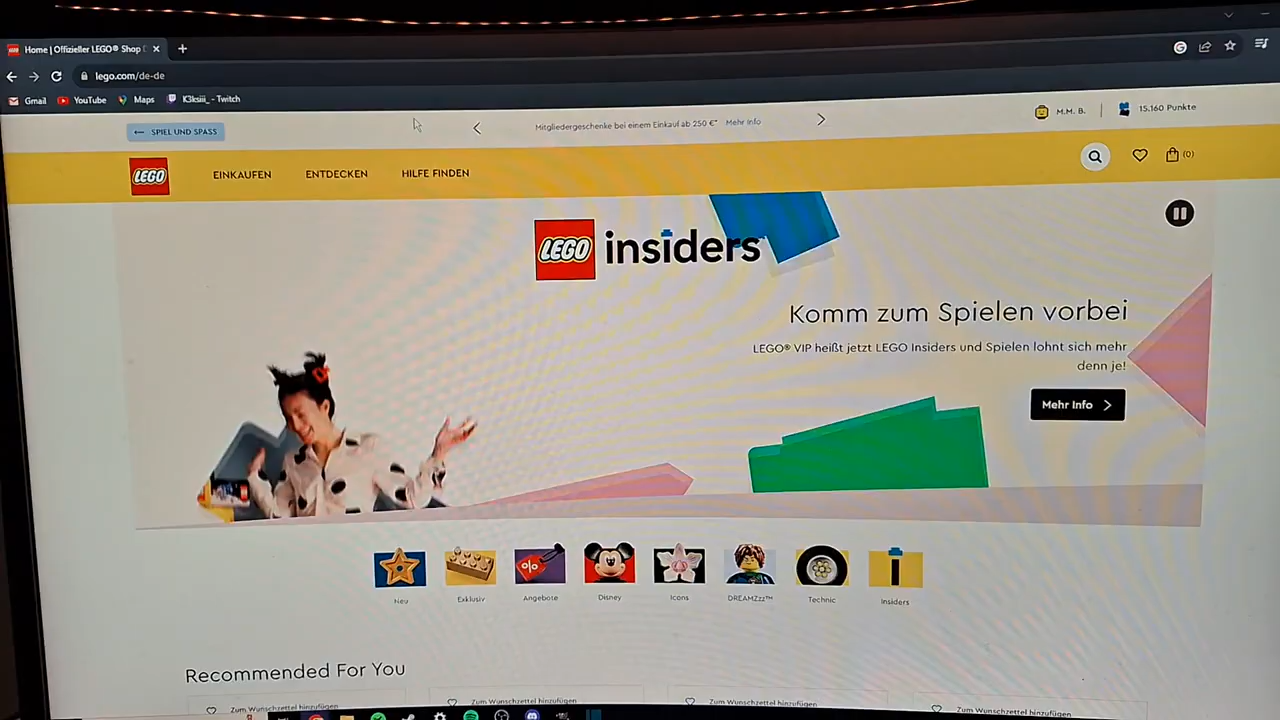 Home | Offizieller LEGO® Shop
lego.com/de-de
Gmail
YouTube
Maps
K3ksiii_ - Twitch
SPIEL UND SPASS
Mitgliedergeschenke bei einem Einkauf ab 250 €* Mehr Info
M.M. B.
15.160 Punkte
LEGO
EINKAUFEN
ENTDECKEN
HILFE FINDEN
(0)
LEGO insiders
Komm zum Spielen vorbei
LEGO® VIP heißt jetzt LEGO Insiders und Spielen lohnt sich mehr
denn je!
Mehr Info
%
Neu
Exklusiv
Angebote
Disney
Icons
DREAMZzz™
Technic
Insiders
Recommended For You
Zum Wunschzettel hinzufügen
Zum Wunschzettel hinzufügen
Zum Wunschzettel hinzufügen
Zum Wunschzettel hinzufügen